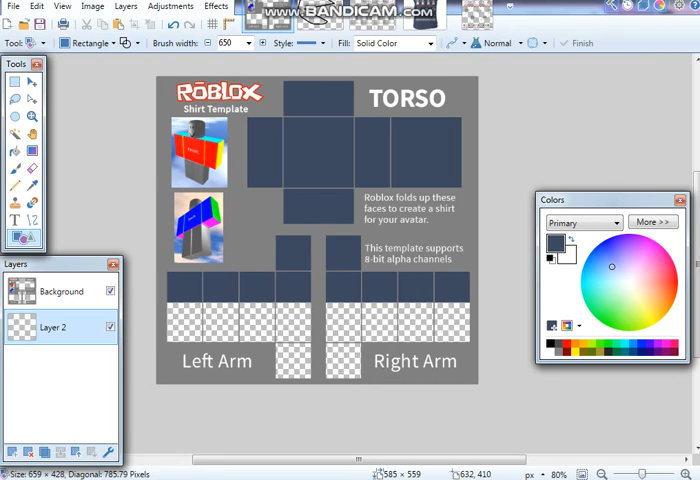 File Edit View Image Layers Adjustments Effects
WWW.BANDICAM.COM
Tool: Rectangle Brush width: 650 Style: Fill: Solid Color Normal Finish
Tools
ROBLOX
Shirt Template
TORSO
Roblox folds up these
faces to create a shirt
for your avatar.
This template supports
8-bit alpha channels
Left Arm
Right Arm
Colors
Primary
More >>
Layers
Background
Layer 2
Size: 659 × 428, Diagonal: 785.79 Pixels
585 × 559
632, 410
px
80%